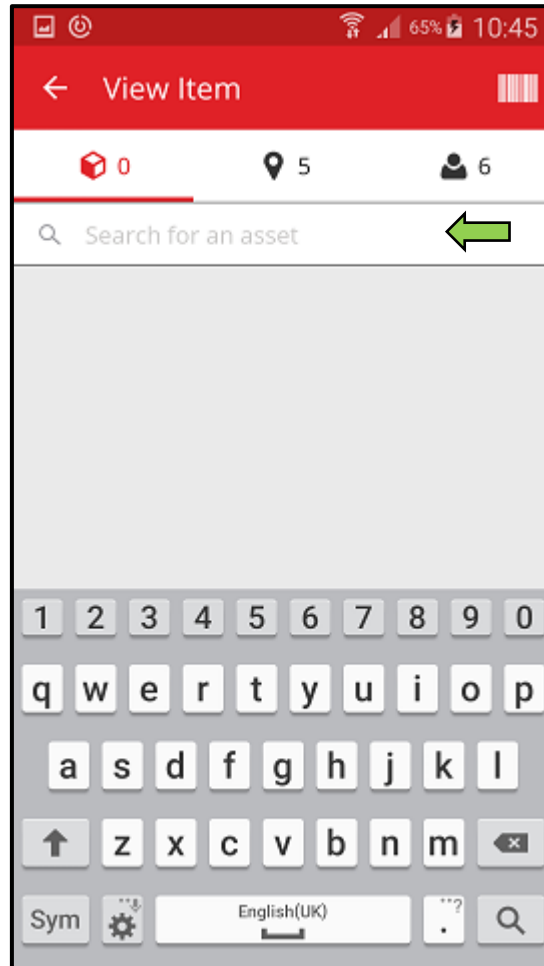 65% 10:45
View Item
0 5 6
Search for an asset
1 2 3 4 5 6 7 8 9 0
q w e r t y u i o p
a s d f g h j k l
z x c v b n m
Sym English(UK) . ..?